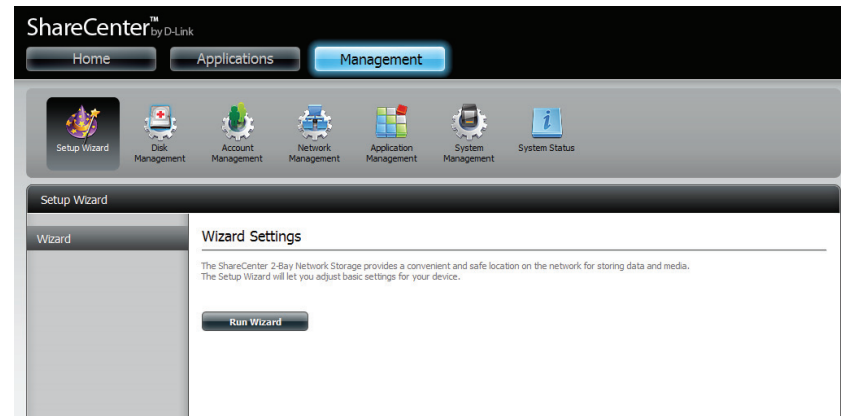 ShareCenter™ by D-Link
Home Applications Management
Setup Wizard
Disk Management
Account Management
Network Management
Application Management
System Management
System Status
Setup Wizard
Wizard
Wizard Settings
The ShareCenter 2-Bay Network Storage provides a convenient and safe location on the network for storing data and media.
The Setup Wizard will let you adjust basic settings for your device.
Run Wizard